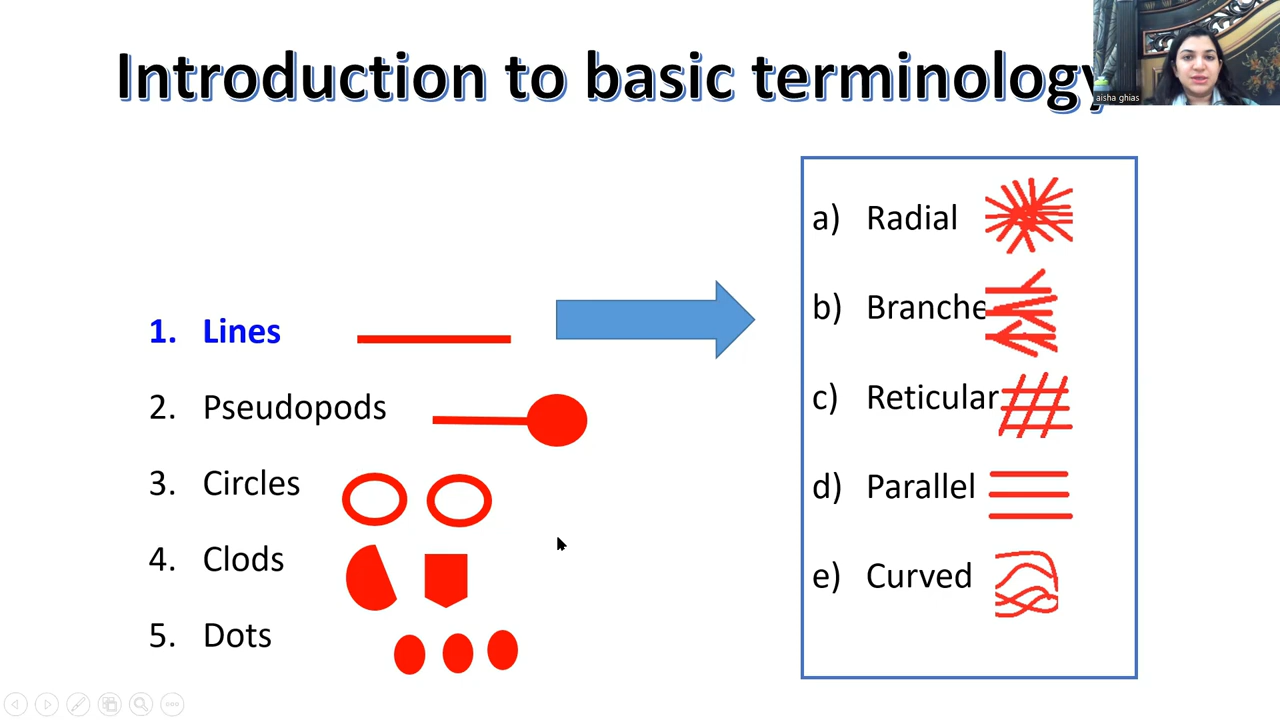 Introduction to basic terminology
aisha ghias
1. Lines
2. Pseudopods
3. Circles
4. Clods
5. Dots
a) Radial
b) Branche
c) Reticular
d) Parallel
e) Curved